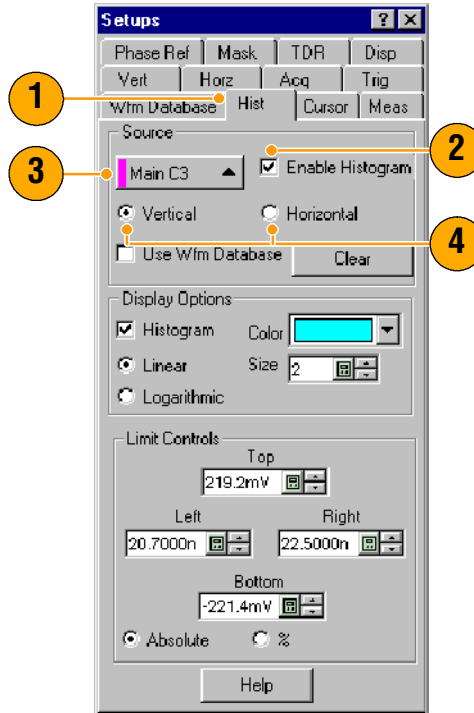 Setups
Phase Ref Mask TDR Disp
Vert Horz Acq Trig
Wfm Database Hist Cursor Meas
1
Source
2
3
Main C3
Enable Histogram
Vertical Horizontal
4
Use Wfm Database Clear
Display Options
Histogram Color
Linear Size 2
Logarithmic
Limit Controls
Top
219.2mV
Left Right
20.7000n 22.5000n
Bottom
-221.4mV
Absolute %
Help